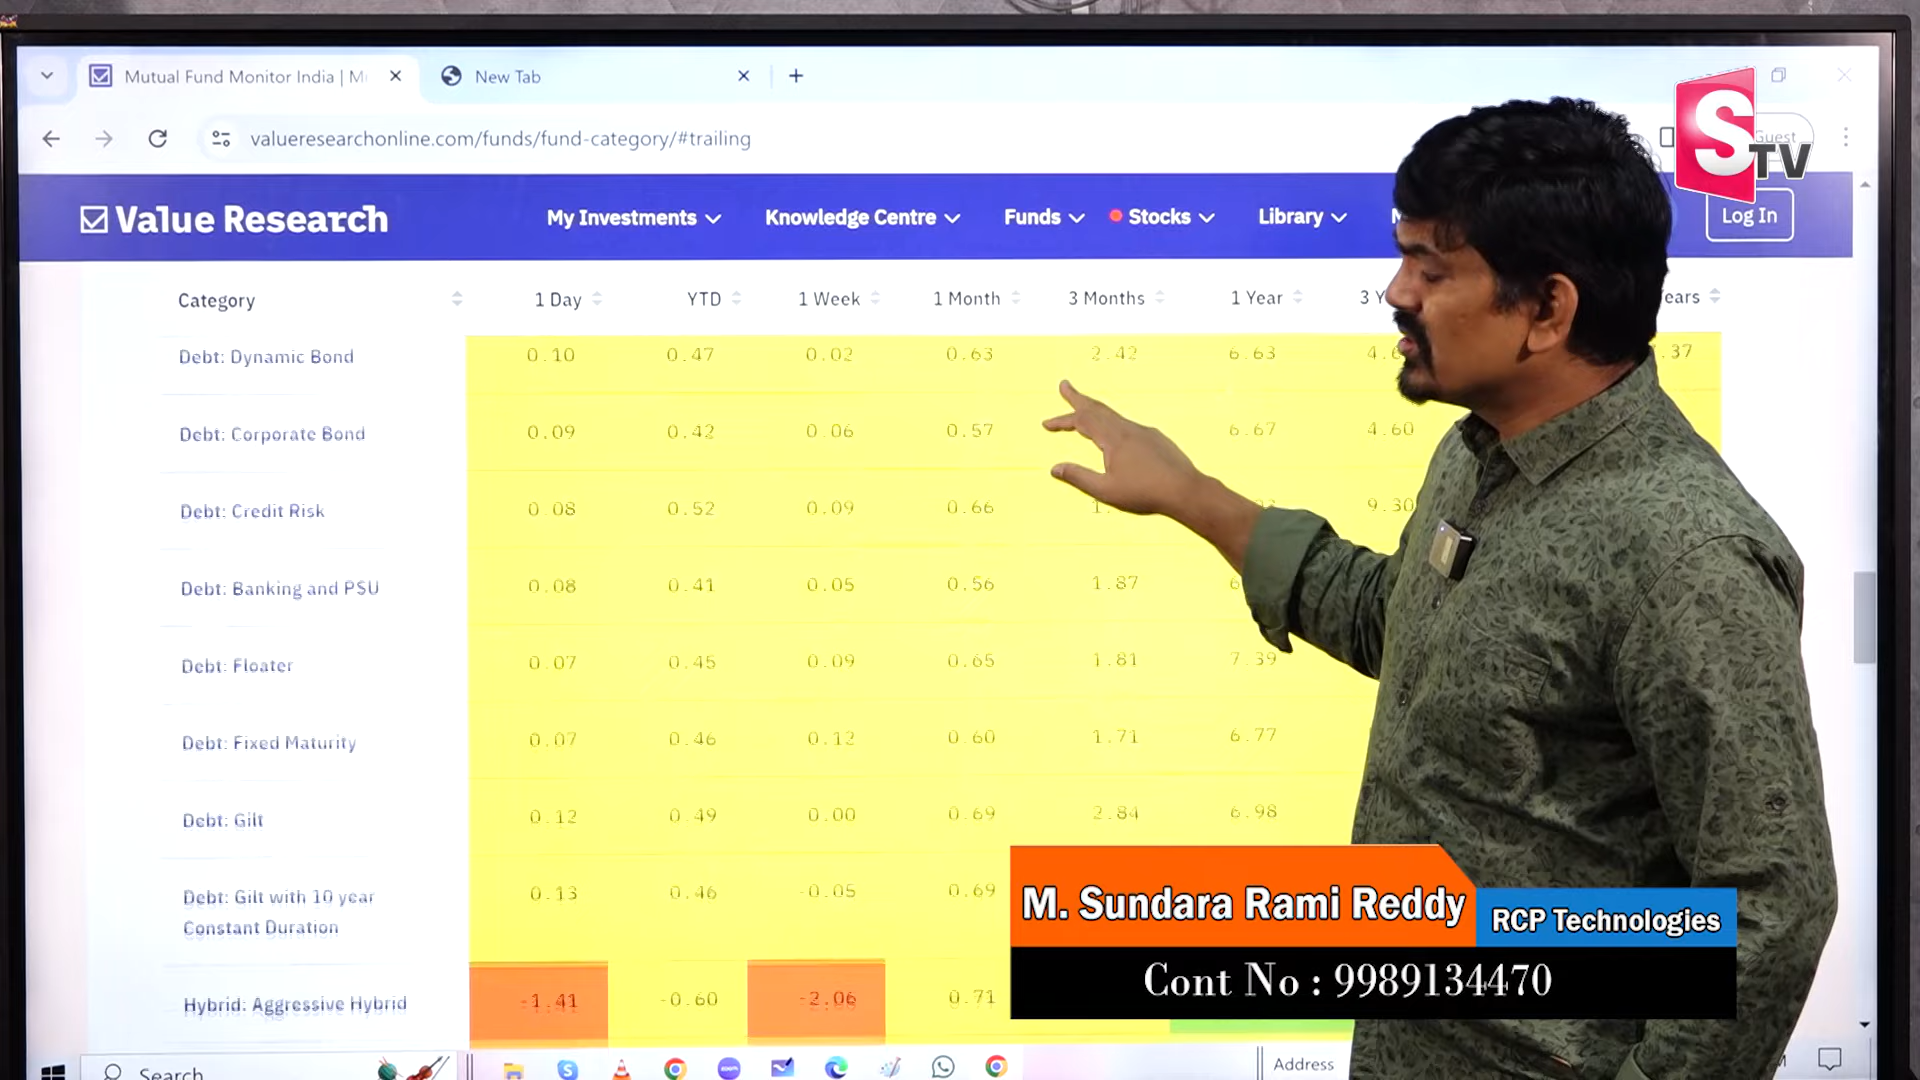 Mutual Fund Monitor India | M
New Tab
STV
valueresearchonline.com/funds/fund-category/#trailing
Guest
Value Research
My Investments
Knowledge Centre
Funds
Stocks
Library
Log In
Category 1 Day YTD 1 Week 1 Month 3 Months 1 Year 3 Y ears
Debt: Dynamic Bond 0.10 0.47 0.02 0.63 2.42 6.63 4.6 .37
Debt: Corporate Bond 0.09 0.42 0.06 0.57 6.67 4.60
Debt: Credit Risk 0.08 0.52 0.09 0.66 1. 9.30
Debt: Banking and PSU 0.08 0.41 0.05 0.56 1.87 6
Debt: Floater 0.07 0.45 0.09 0.65 1.81 7.39
Debt: Fixed Maturity 0.07 0.46 0.12 0.60 1.71 6.77
Debt: Gilt 0.12 0.49 0.00 0.69 2.84 6.98
Debt: Gilt with 10 year 0.13 0.46 -0.05 0.69
Constant Duration
Hybrid: Aggressive Hybrid -1.41 -0.60 -2.06 0.71
M. Sundara Rami Reddy
RCP Technologies
Cont No : 9989134470
Search
Address